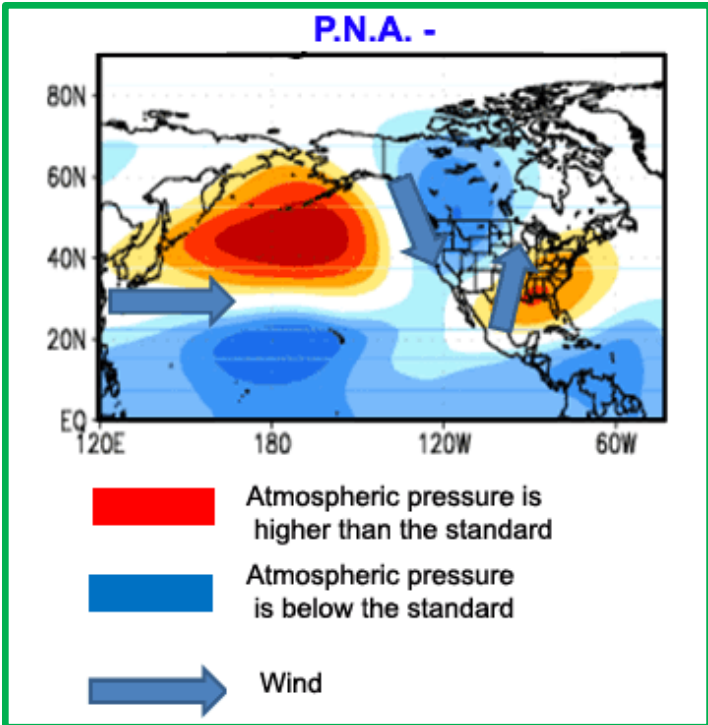 P.N.A. -
80N
60N
40N
20N
EQ
120E 180 120W 60W
Atmospheric pressure is
higher than the standard
Atmospheric pressure
is below the standard
Wind